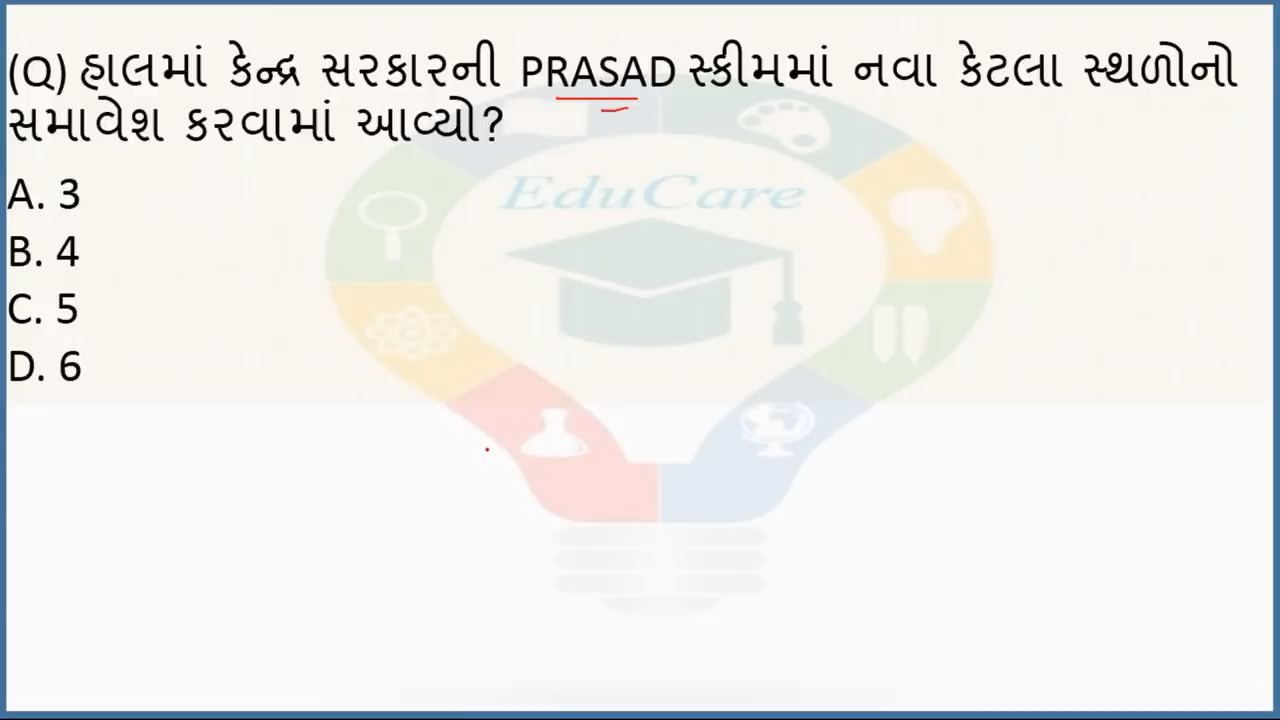 (Q) હાલમાં કેન્દ્ર સરકારની PRASAD સ્કીમમાં નવા કેટલા સ્થળોનો
સમાવેશ કરવામાં આવ્યો?
EduCare
A. 3
B. 4
C. 5
D. 6